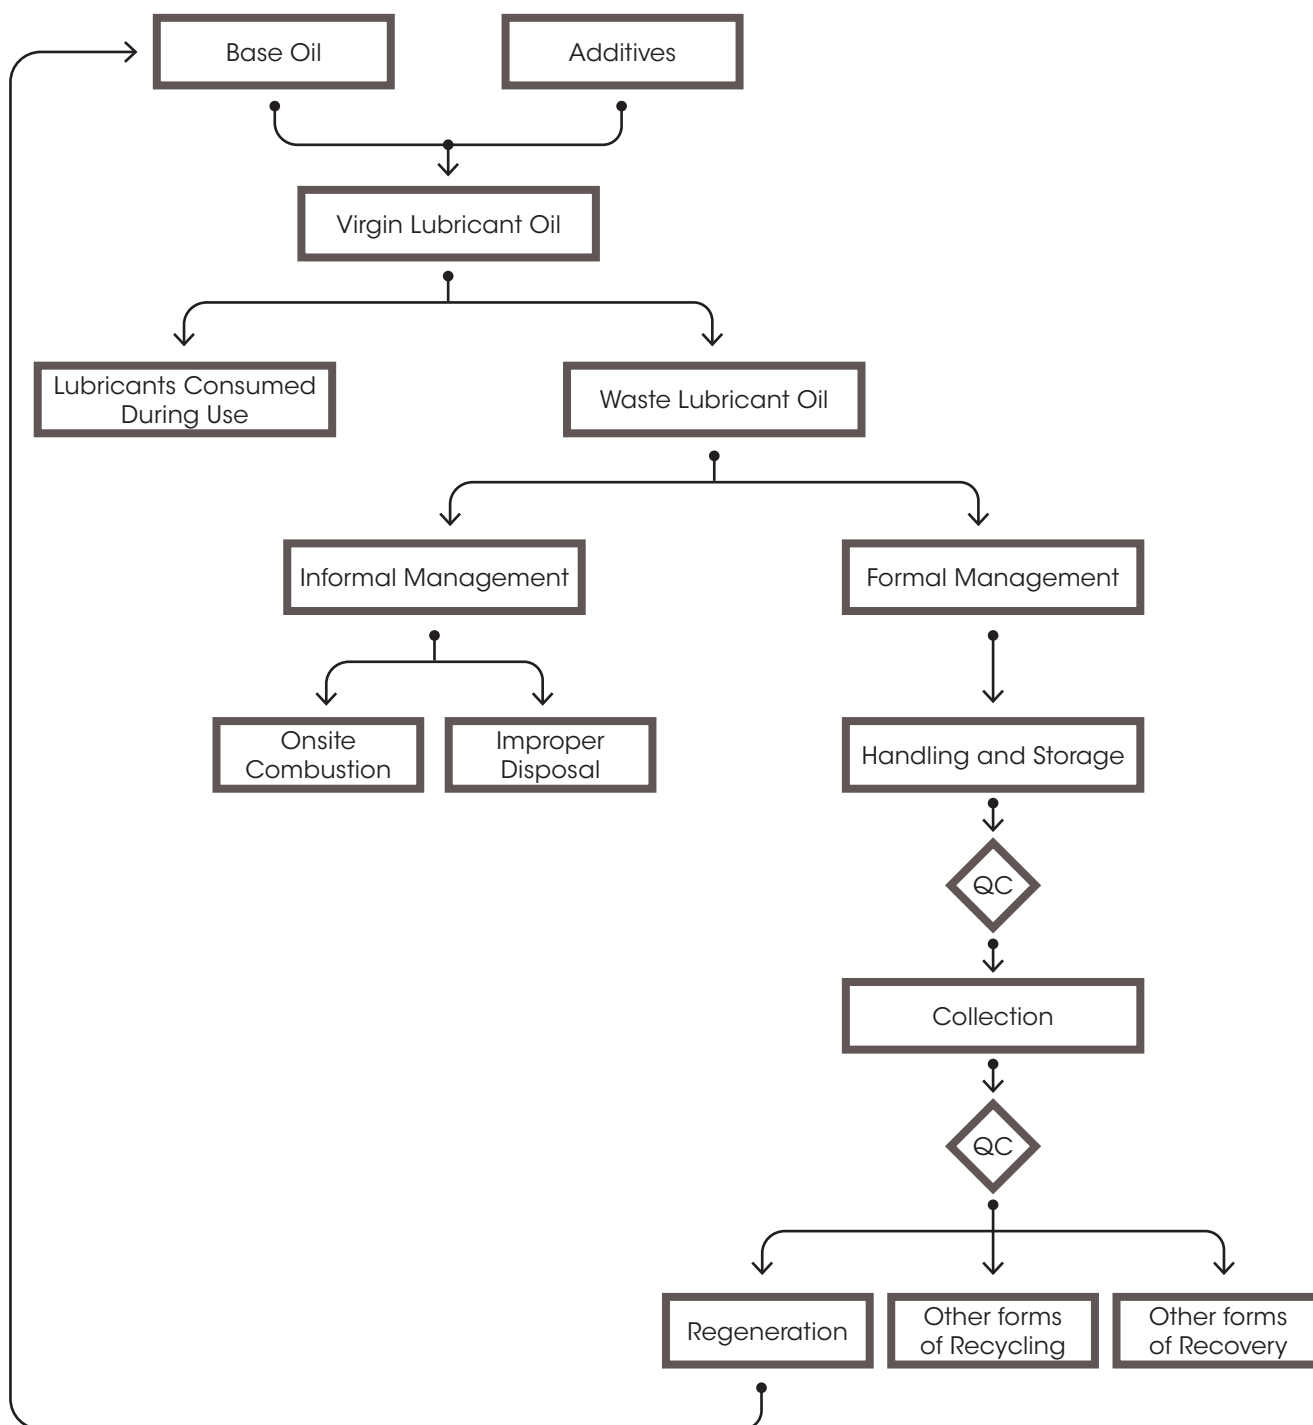 Base Oil
Additives
Virgin Lubricant Oil
Lubricants Consumed
During Use
Waste Lubricant Oil
Informal Management
Formal Management
Onsite
Combustion
Improper
Disposal
Handling and Storage
QC
Collection
QC
Regeneration
Other forms
of Recycling
Other forms
of Recovery